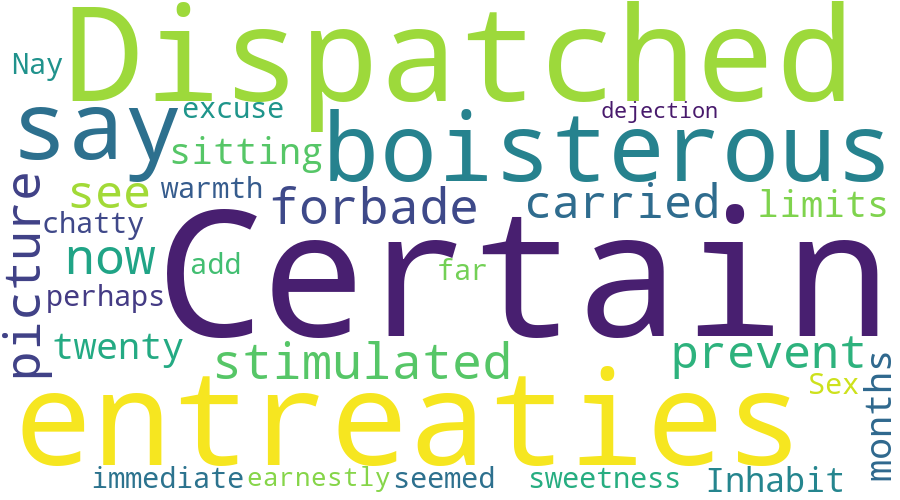 Dispatched
Nay
say
excuse
boisterous
dejection
sitting
picture
see
warmth
forbade
carried
limits
chatty
now
add
far
Certain
perhaps
twenty
stimulated
prevent
months
entreaties
Sex
immediate
earnestly
seemed
sweetness
Inhabit